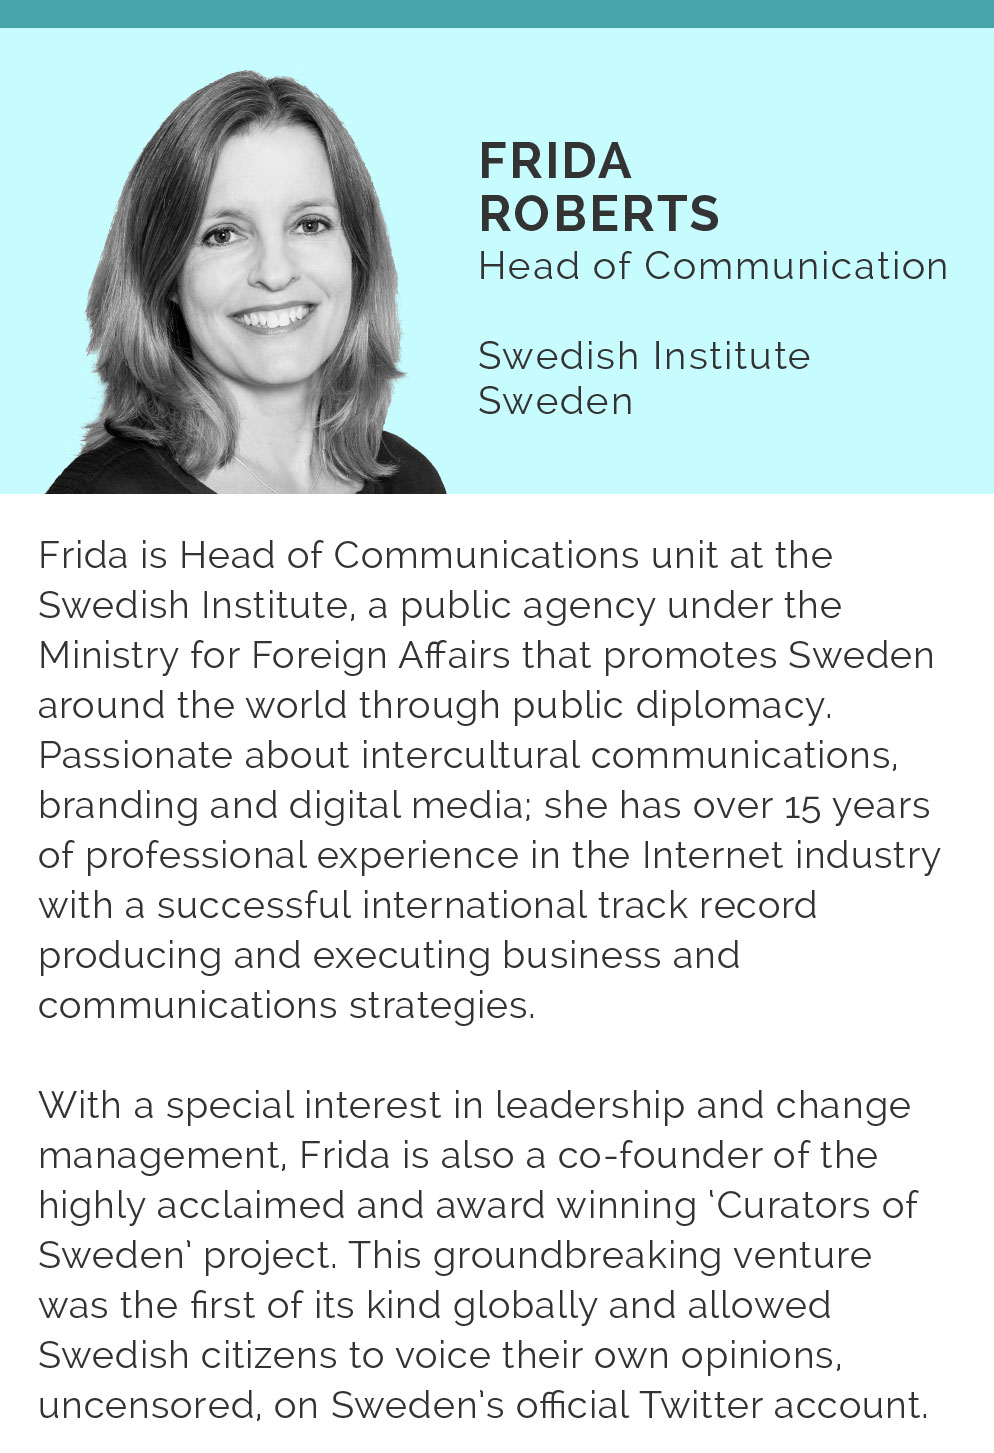 FRIDA
ROBERTS
Head of Communication
Swedish Institute
Sweden
Frida is Head of Communications unit at the
Swedish Institute, a public agency under the
Ministry for Foreign Affairs that promotes Sweden
around the world through public diplomacy.
Passionate about intercultural communications,
branding and digital media; she has over 15 years
of professional experience in the Internet industry
with a successful international track record
producing and executing business and
communications strategies.
With a special interest in leadership and change
management, Frida is also a co-founder of the
highly acclaimed and award winning ‘Curators of
Sweden’ project. This groundbreaking venture
was the first of its kind globally and allowed
Swedish citizens to voice their own opinions,
uncensored, on Sweden’s official Twitter account.